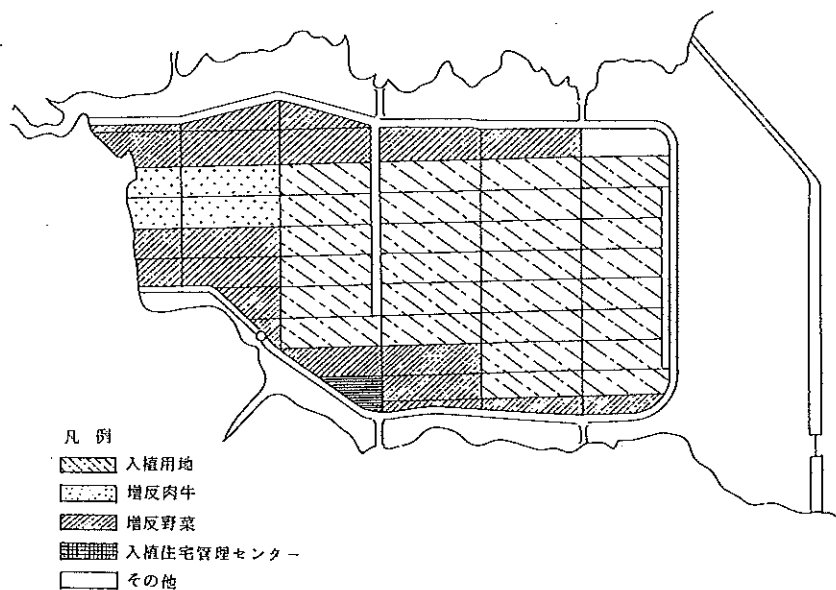 凡 例
入植用地
増反肉牛
増反野菜
入植住宅管理センター
その他